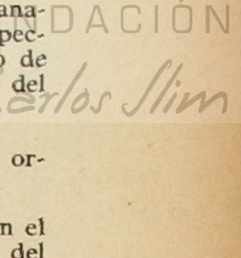 ana-
NDACIÓN
pec-
o de
del
arlos Slim
or-
n el
del